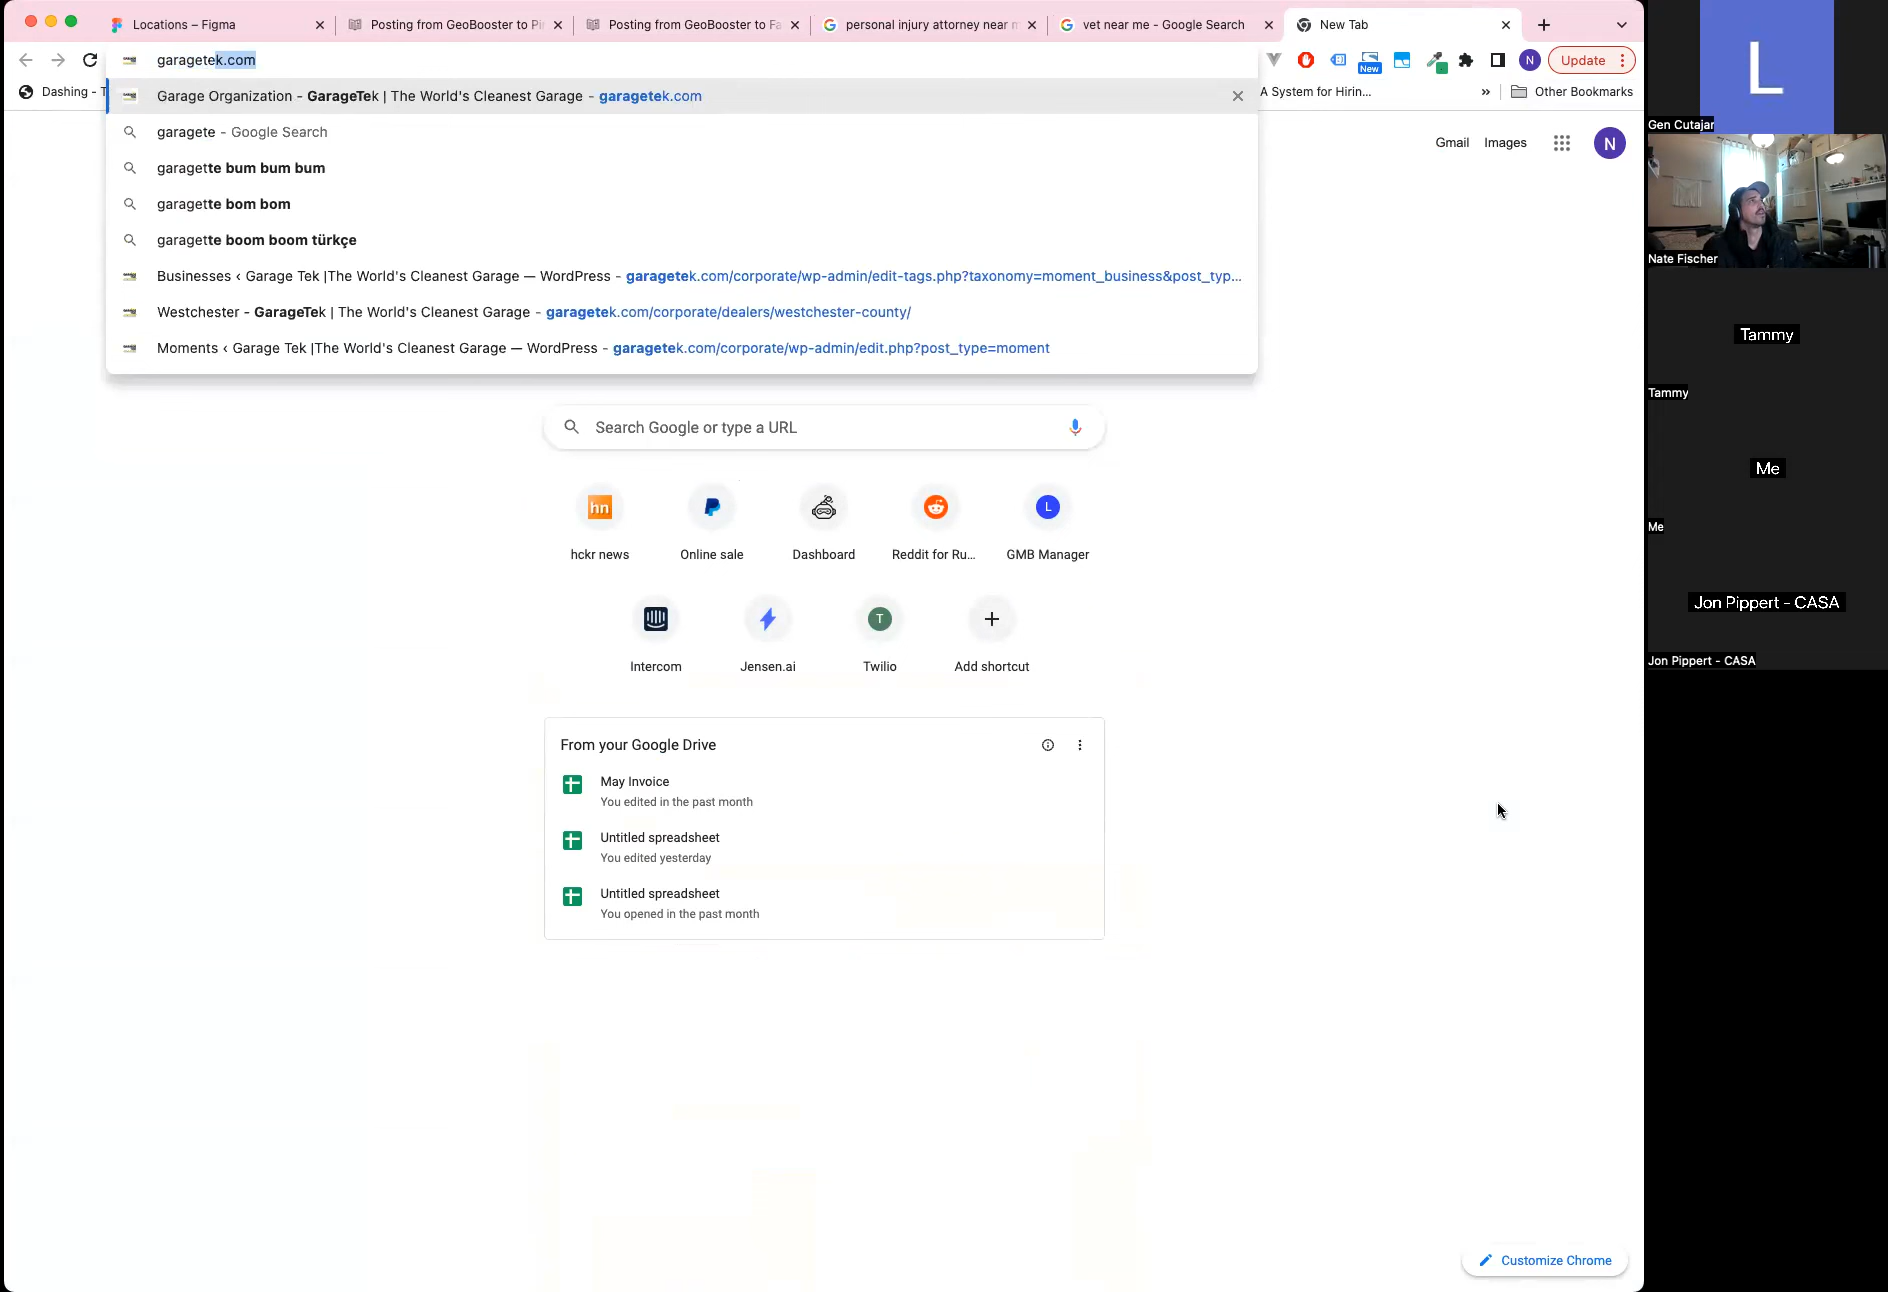 Locations – Figma
Posting from GeoBooster to Pi
Posting from GeoBooster to Fa
personal injury attorney near m
vet near me - Google Search
New Tab
garagetek.com
New
N
Update
Dashing - T
Garage Organization - GarageTek | The World's Cleanest Garage - garagetek.com
A System for Hirin...
»
Other Bookmarks
garagete - Google Search
garagette bum bum bum
garagette bom bom
garagette boom boom türkçe
Businesses ‹ Garage Tek |The World's Cleanest Garage — WordPress - garagetek.com/corporate/wp-admin/edit-tags.php?taxonomy=moment_business&post_typ...
Westchester - GarageTek | The World's Cleanest Garage - garagetek.com/corporate/dealers/westchester-county/
Moments ‹ Garage Tek |The World's Cleanest Garage — WordPress - garagetek.com/corporate/wp-admin/edit.php?post_type=moment
Gmail
Images
N
Search Google or type a URL
hn
L
hckr news
Online sale
Dashboard
Reddit for Ru...
GMB Manager
T
Intercom
Jensen.ai
Twilio
Add shortcut
From your Google Drive
May Invoice
You edited in the past month
Untitled spreadsheet
You edited yesterday
Untitled spreadsheet
You opened in the past month
Customize Chrome
L
Gen Cutajar
Nate Fischer
Tammy
Tammy
Me
Me
Jon Pippert - CASA
Jon Pippert - CASA